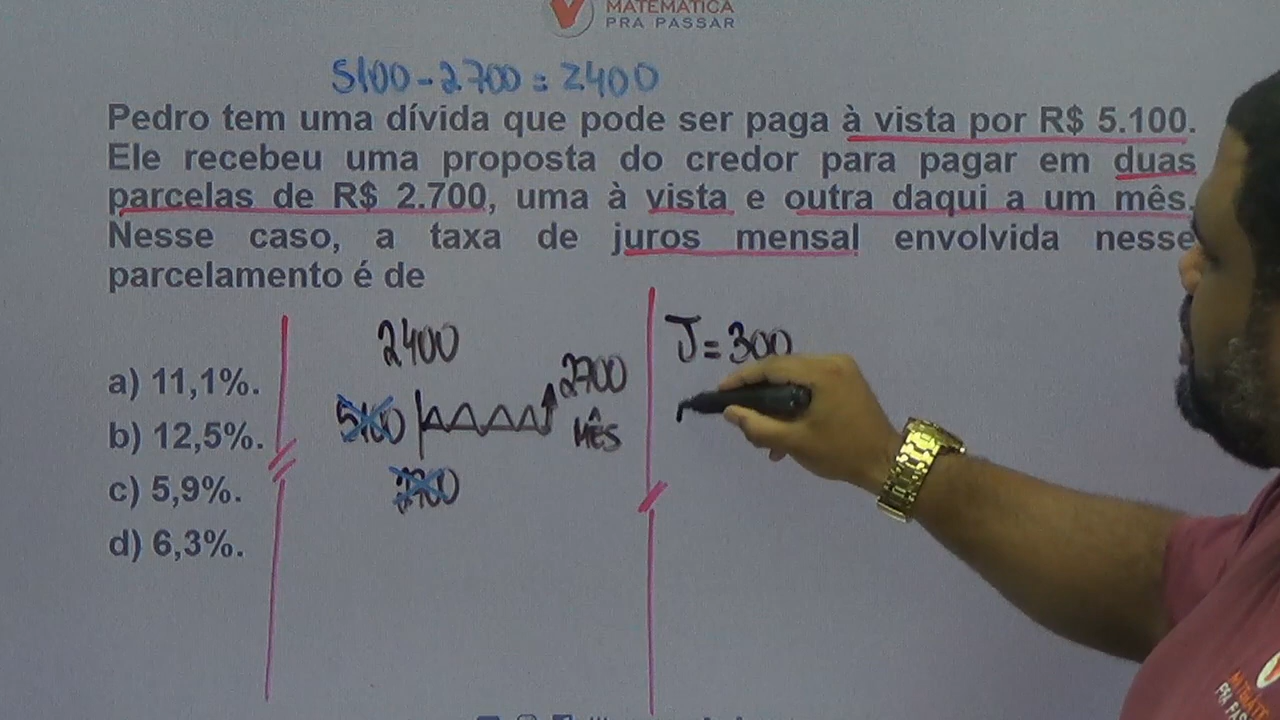 MATEMÁTICA
PRA PASSAR
5100 - 2700 = 2400
Pedro tem uma dívida que pode ser paga à vista por R$ 5.100.
Ele recebeu uma proposta do credor para pagar em duas
parcelas de R$ 2.700, uma à vista e outra daqui a um mês.
Nesse caso, a taxa de juros mensal envolvida nesse
parcelamento é de
a) 11,1%.
b) 12,5%.
c) 5,9%.
d) 6,3%.
2400
5100
2700
MÊS
2700
J = 300